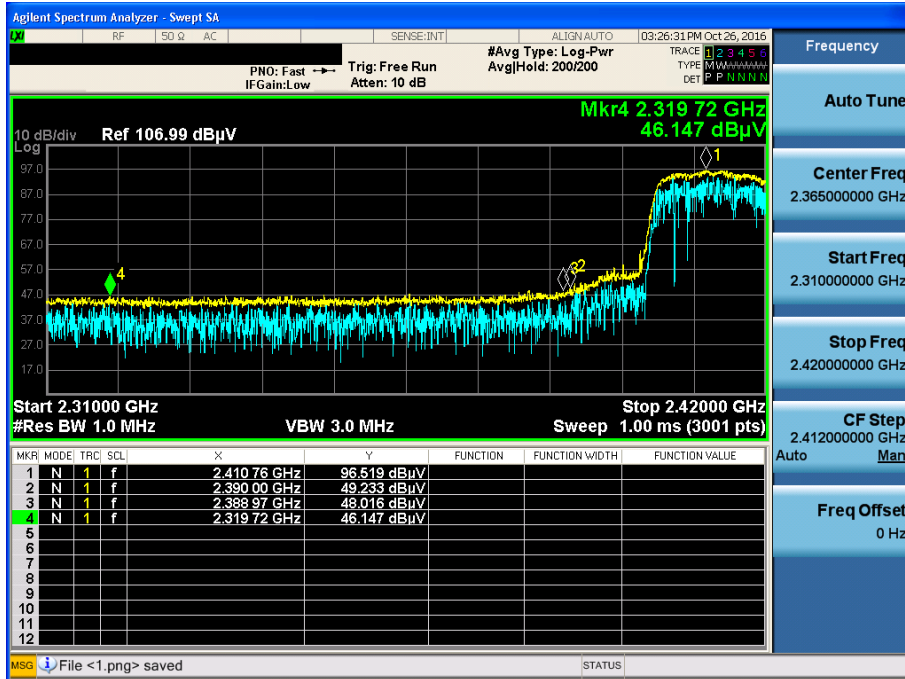 Agilent Spectrum Analyzer - Swept SA
LXI RF 50 Ω AC SENSE:INT ALIGN AUTO 03:26:31 PM Oct 26, 2016
PNO: Fast
IFGain:Low
Trig: Free Run
Atten: 10 dB
#Avg Type: Log-Pwr
Avg|Hold: 200/200
TRACE 1 2 3 4 5 6
TYPE M W W W W W
DET P P N N N N
Mkr4 2.319 72 GHz
46.147 dBµV
10 dB/div Ref 106.99 dBµV
Log
97.0
87.0
77.0
67.0
57.0
47.0
37.0
27.0
17.0
1
4
3 2
Start 2.31000 GHz Stop 2.42000 GHz
#Res BW 1.0 MHz VBW 3.0 MHz Sweep 1.00 ms (3001 pts)
MKR MODE TRC SCL X Y FUNCTION FUNCTION WIDTH FUNCTION VALUE
1 N 1 f 2.410 76 GHz 96.519 dBµV
2 N 1 f 2.390 00 GHz 49.233 dBµV
3 N 1 f 2.388 97 GHz 48.016 dBµV
4 N 1 f 2.319 72 GHz 46.147 dBµV
5
6
7
8
9
10
11
12
MSG File <1.png> saved STATUS
Frequency
Auto Tune
Center Freq
2.365000000 GHz
Start Freq
2.310000000 GHz
Stop Freq
2.420000000 GHz
CF Step
2.412000000 GHz
Auto Man
Freq Offset
0 Hz